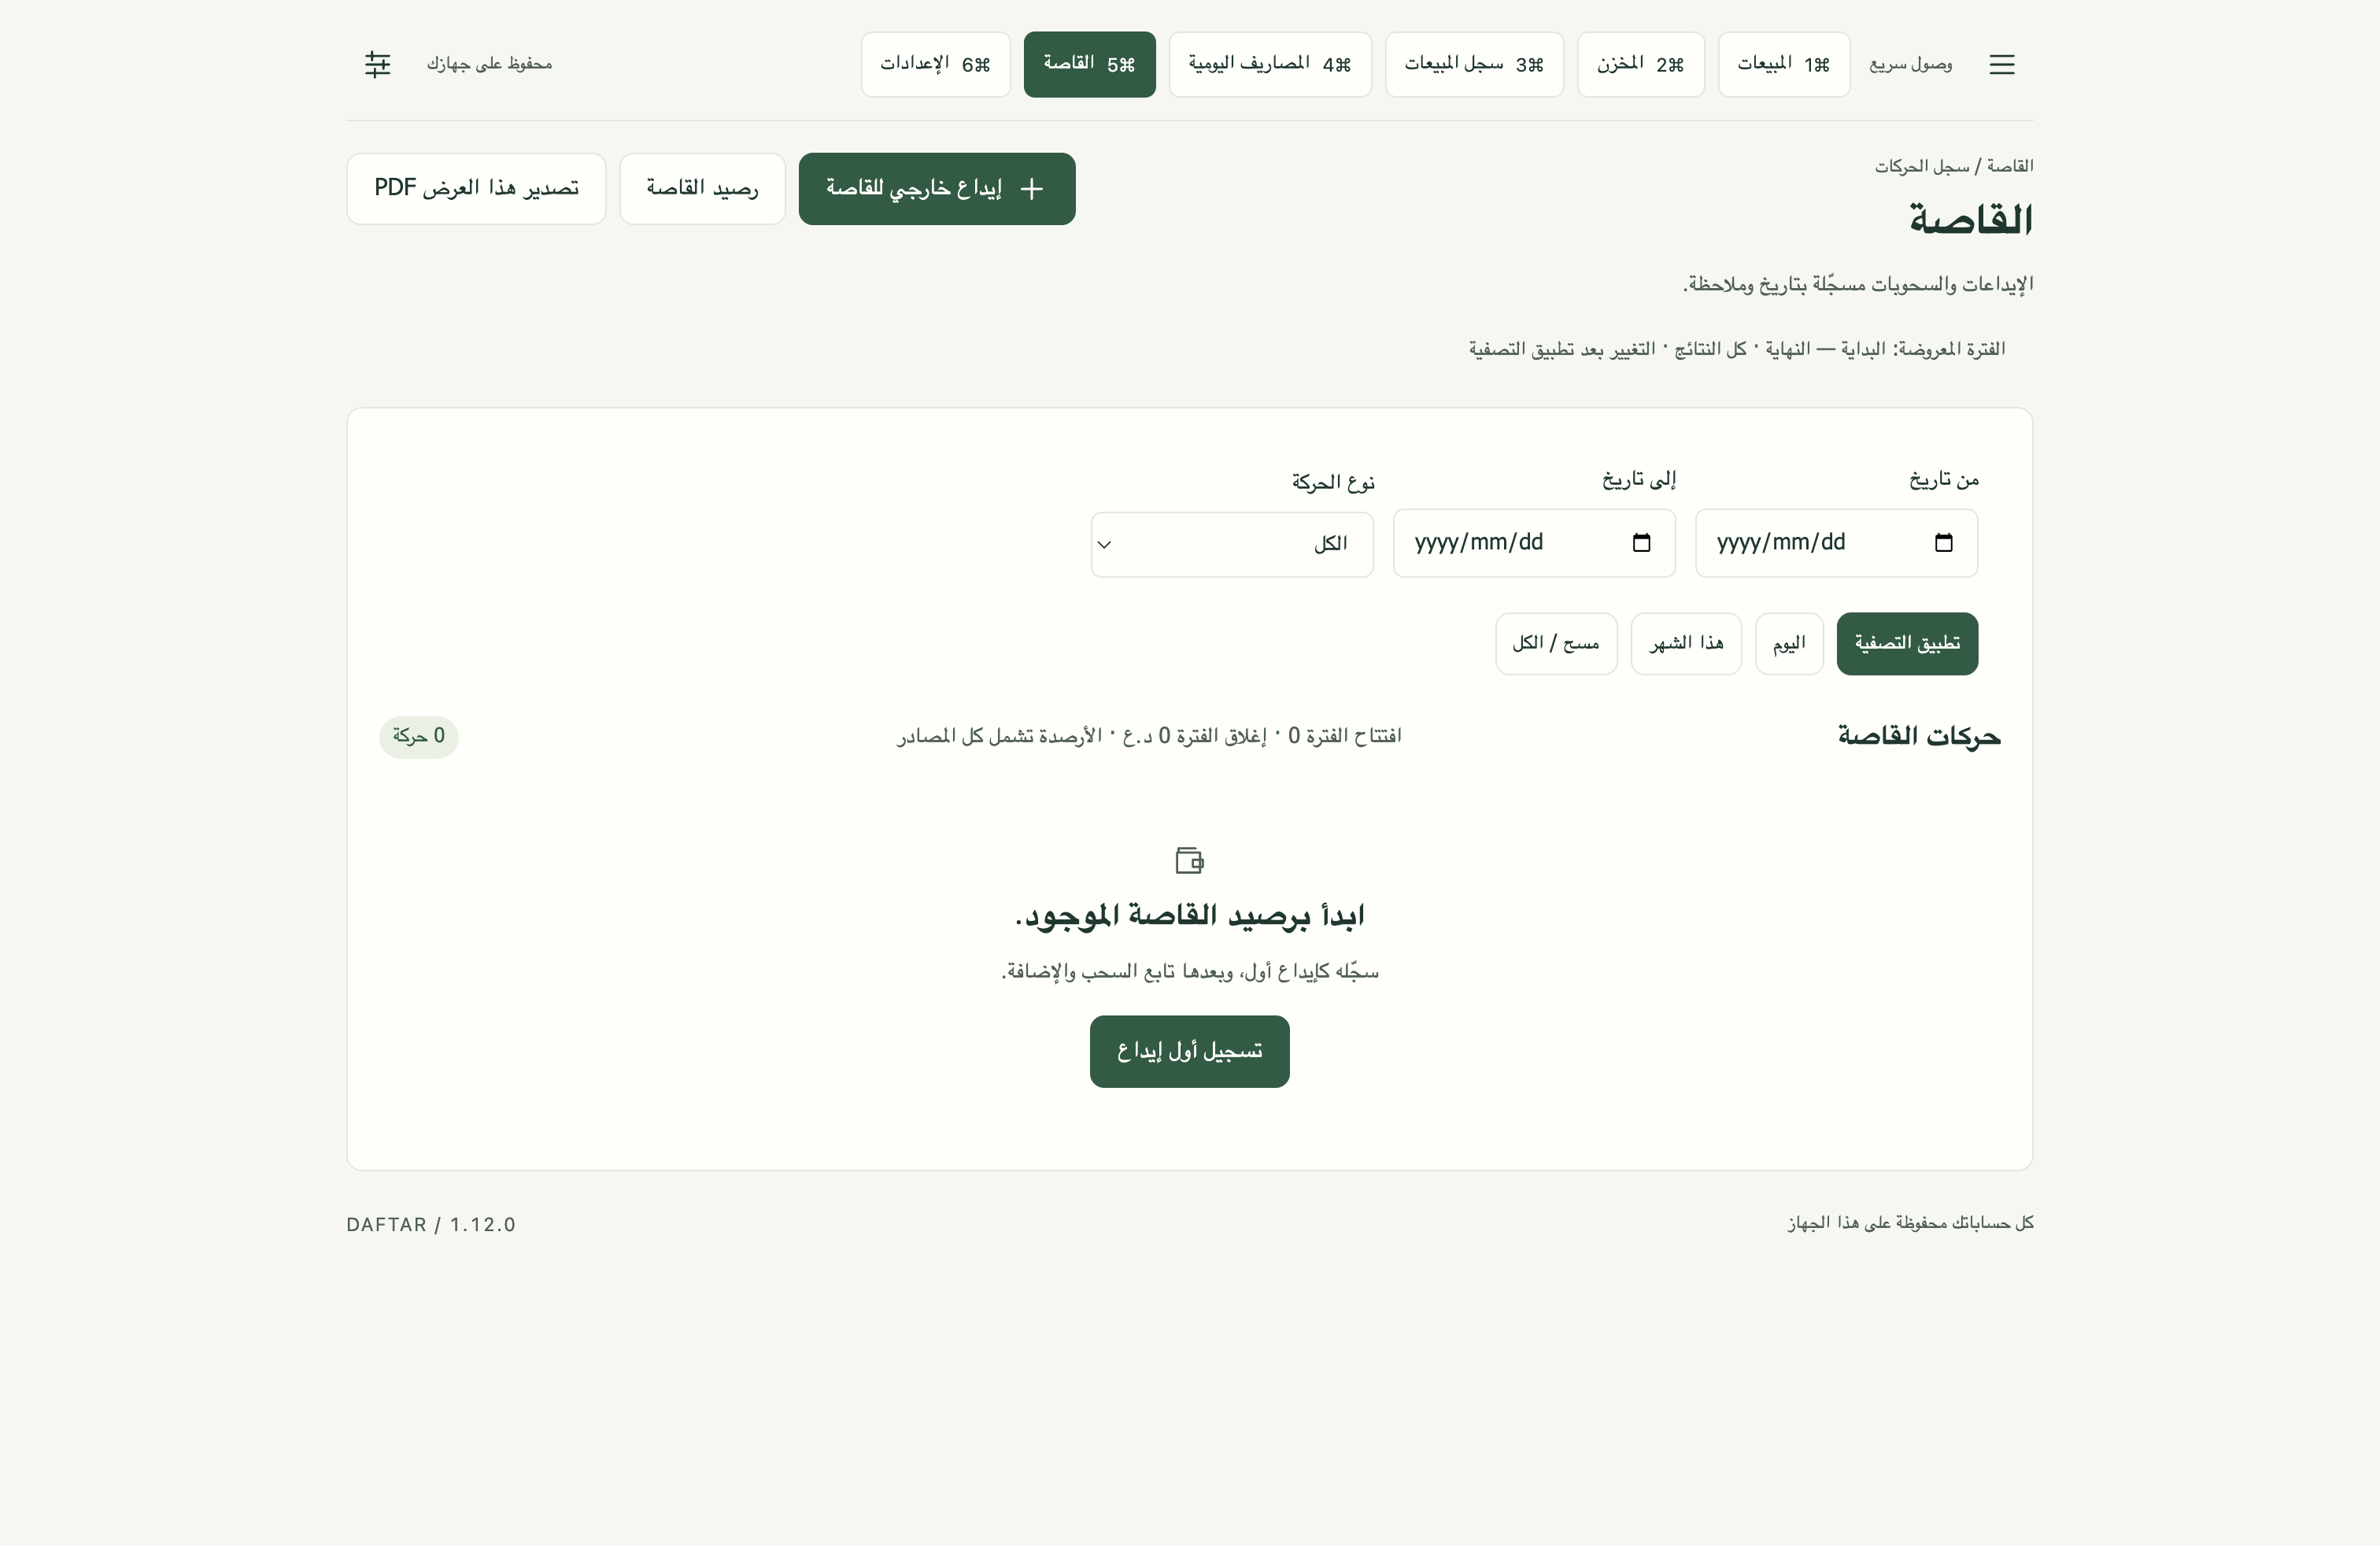 وصول سريع
⌘1 المبيعات
⌘2 المخزن
⌘3 سجل المبيعات
⌘4 المصاريف اليومية
⌘5 القاصة
⌘6 الإعدادات
محفوظ على جهازك
القاصة / سجل الحركات
القاصة
الإيداعات والسحوبات مسجّلة بتاريخ وملاحظة.
إيداع خارجي للقاصة
رصيد القاصة
تصدير هذا العرض PDF
الفترة المعروضة: البداية — النهاية · كل النتائج · التغيير بعد تطبيق التصفية
من تاريخ
إلى تاريخ
نوع الحركة
yyyy/mm/dd
yyyy/mm/dd
الكل
تطبيق التصفية
اليوم
هذا الشهر
مسح / الكل
حركات القاصة
افتتاح الفترة 0 · إغلاق الفترة 0 د.ع · الأرصدة تشمل كل المصادر
0 حركة
ابدأ برصيد القاصة الموجود.
سجّله كإيداع أول، وبعدها تابع السحب والإضافة.
تسجيل أول إيداع
كل حساباتك محفوظة على هذا الجهاز
DAFTAR / 1.12.0